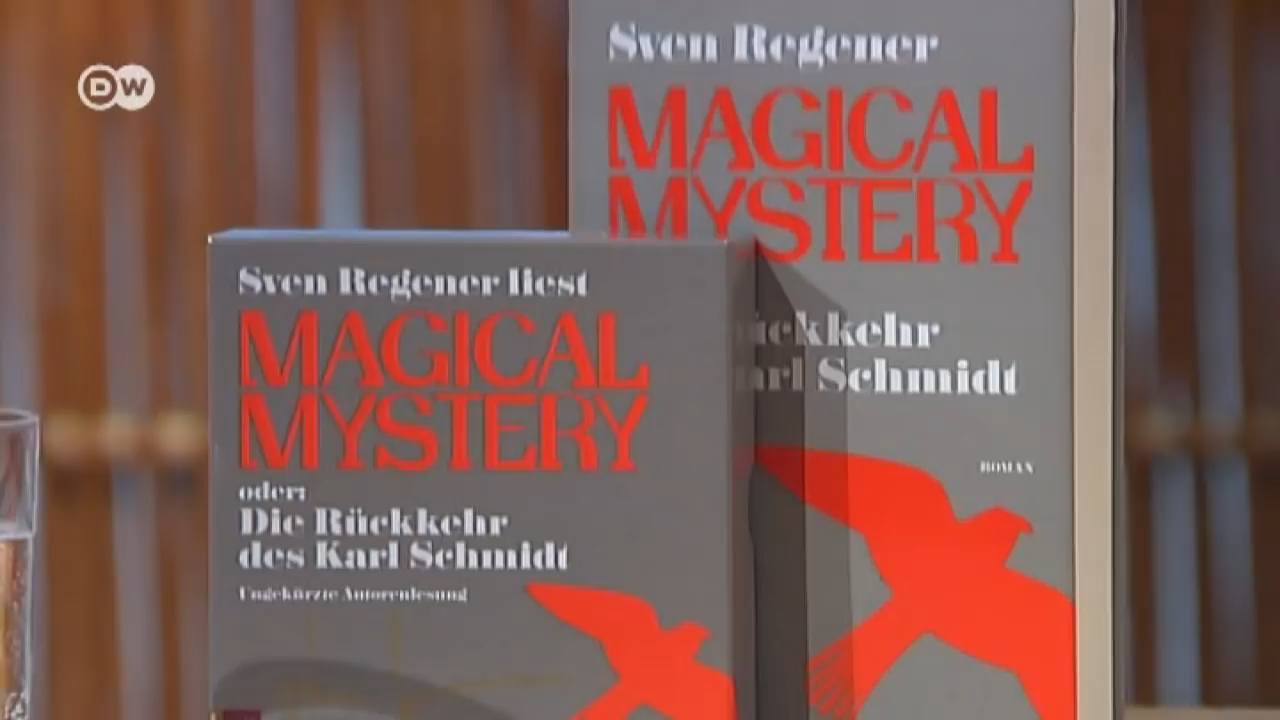 DW
Sven Regener
MAGICAL
MYSTERY
ückkehr
arl Schmidt
ROMAN
Sven Regener liest
MAGICAL
MYSTERY
oder:
Die Rückkehr
des Karl Schmidt
Ungekürzte Autorenlesung